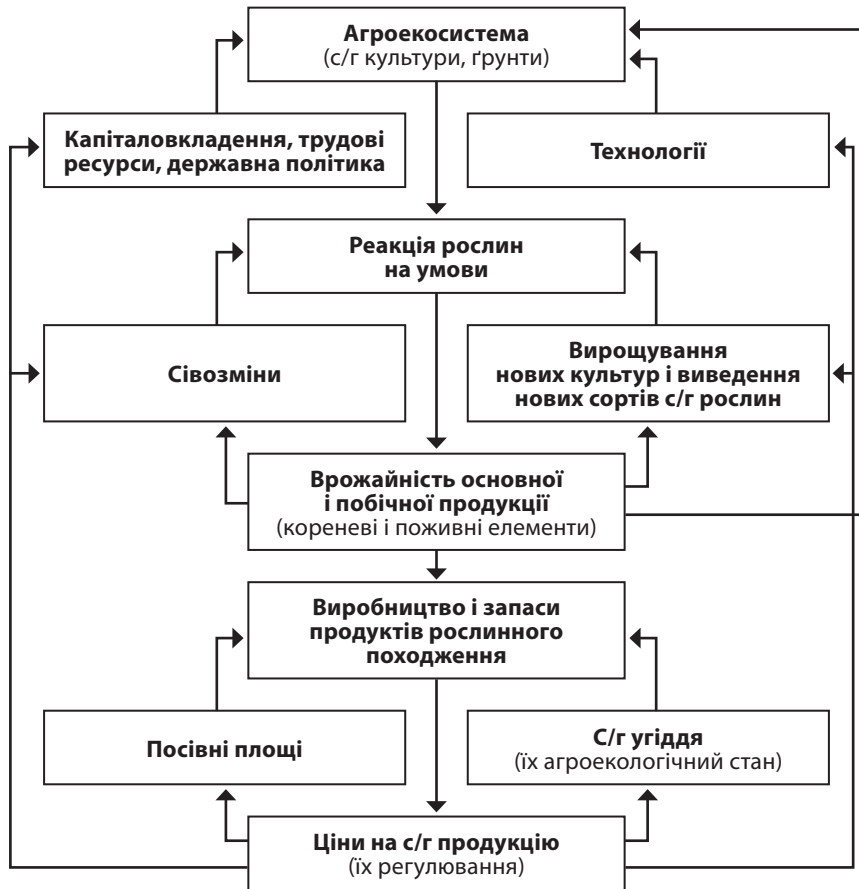 Агроекосистема
(с/г культури, ґрунти)
Капіталовкладення, трудові
ресурси, державна політика
Технології
Реакція рослин
на умови
Сівозміни
Вирощування
нових культур і виведення
нових сортів с/г рослин
Врожайність основної
і побічної продукції
(кореневі і поживні елементи)
Виробництво і запаси
продуктів рослинного
походження
Посівні площі
С/г угіддя
(їх агроекологічний стан)
Ціни на с/г продукцію
(їх регулювання)